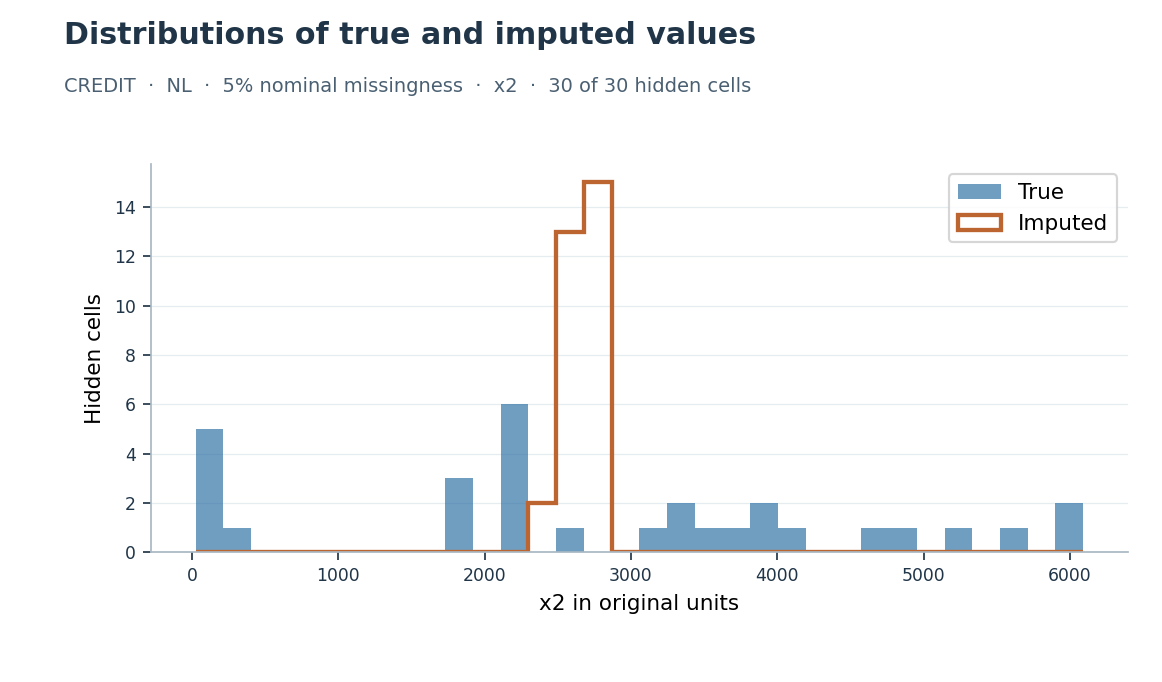 Distributions of true and imputed values
CREDIT · NL · 5% nominal missingness · x2 · 30 of 30 hidden cells
True
Imputed
Hidden cells
14
12
10
8
6
4
2
0
0 1000 2000 3000 4000 5000 6000
x2 in original units